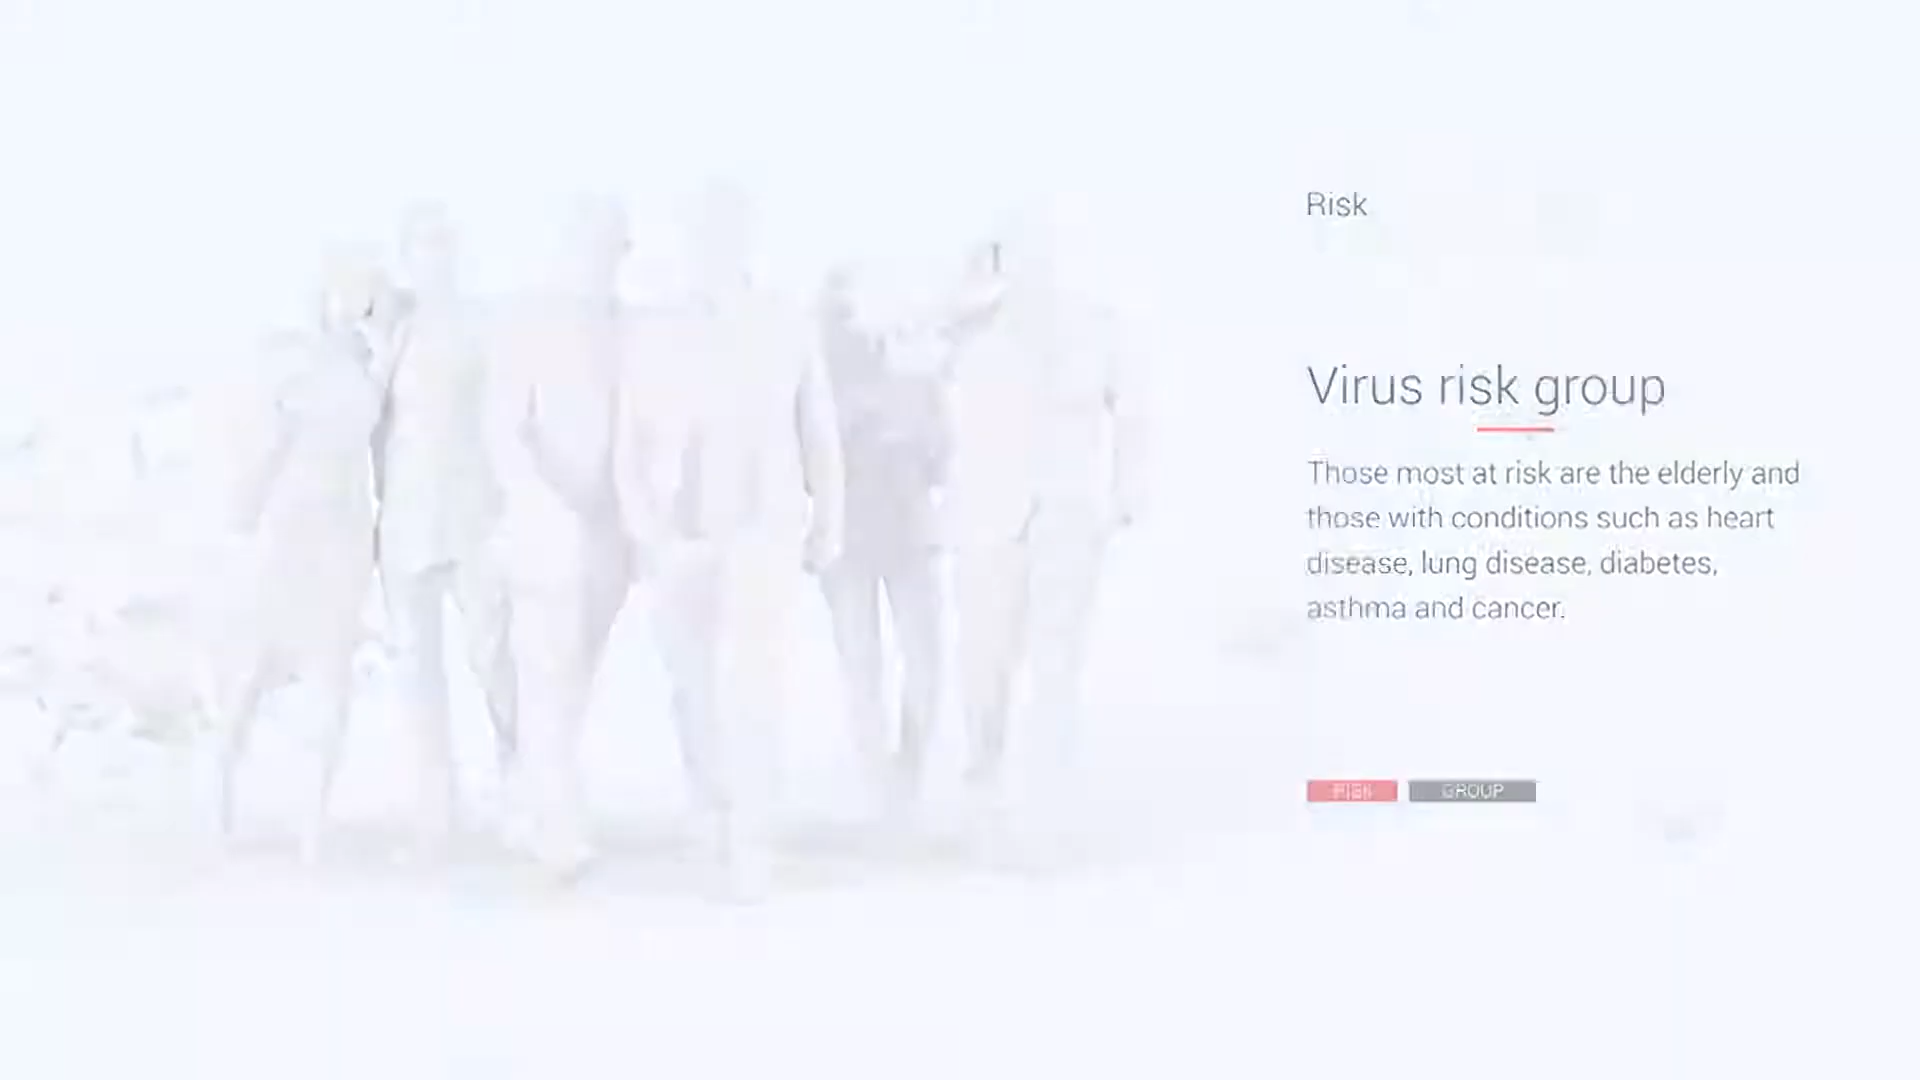 Risk
Virus risk group
Those most at risk are the elderly and
those with conditions such as heart
disease, lung disease, diabetes,
asthma and cancer.
RISK
GROUP